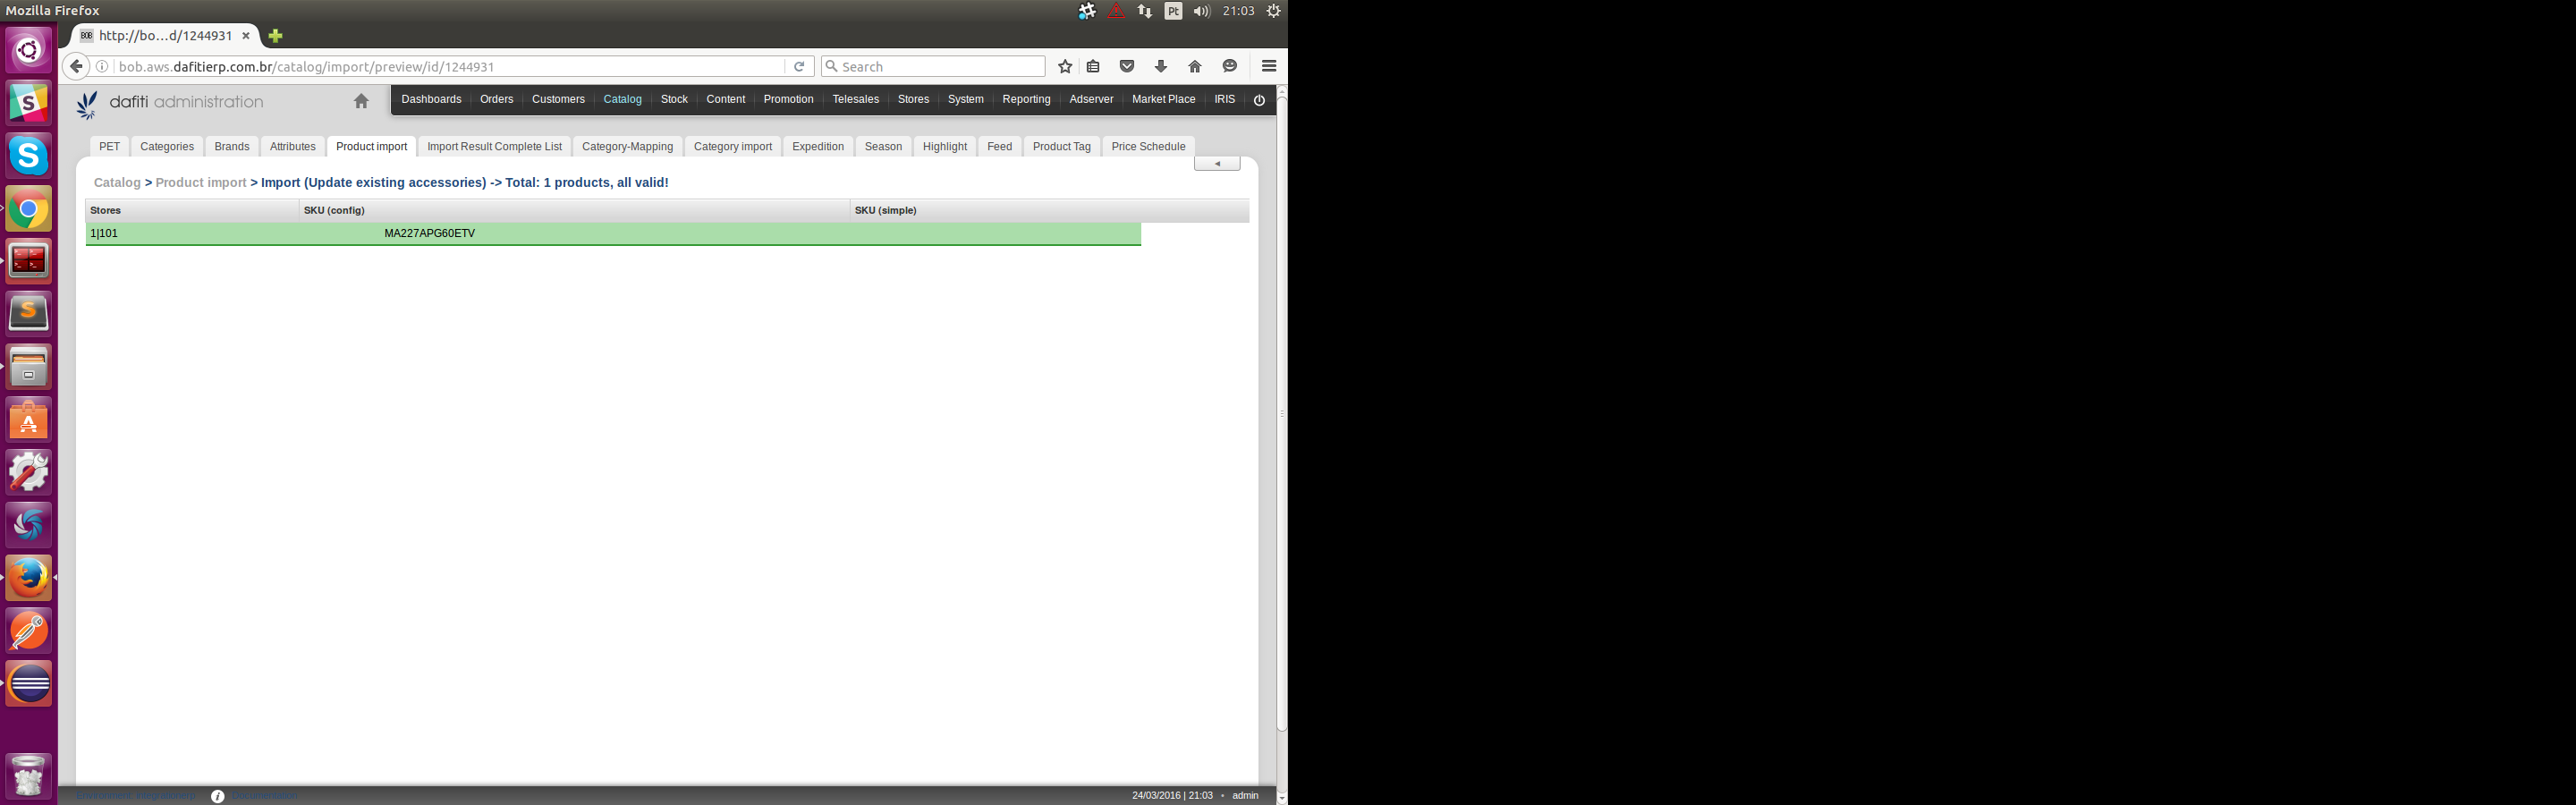 Mozilla Firefox
Pt
21:03
BOB http://bo...d/1244931
bob.aws.dafitierp.com.br/catalog/import/preview/id/1244931
Search
dafiti administration
Dashboards Orders Customers Catalog Stock Content Promotion Telesales Stores System Reporting Adserver Market Place IRIS
PET Categories Brands Attributes Product import Import Result Complete List Category-Mapping Category import Expedition Season Highlight Feed Product Tag Price Schedule
Catalog > Product import > Import (Update existing accessories) -> Total: 1 products, all valid!
Stores SKU (config) SKU (simple)
1|101 MA227APG60ETV
24/03/2016 | 21:03 • admin